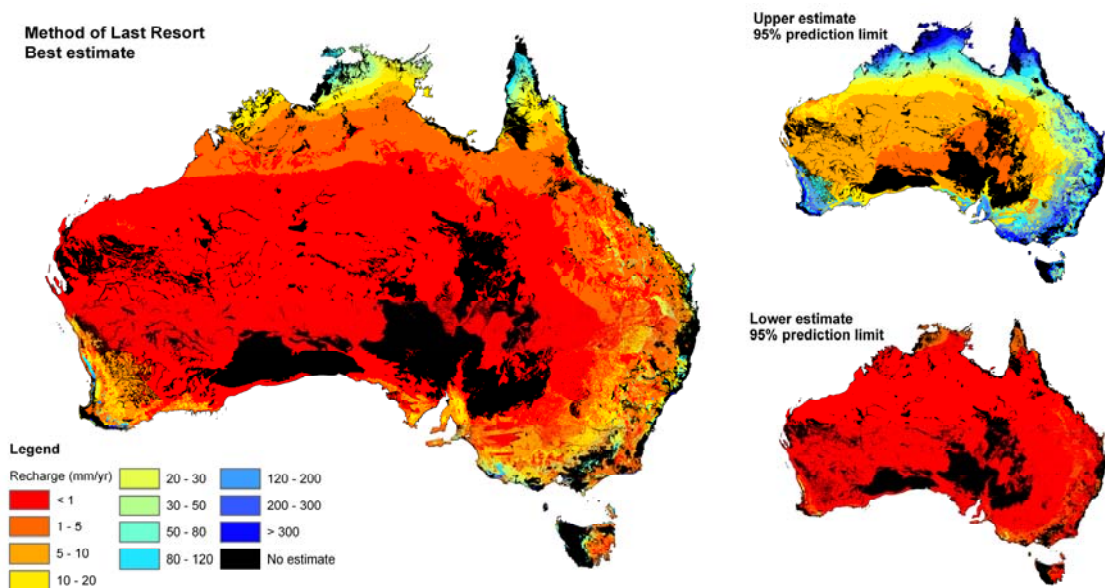 Method of Last Resort
Best estimate
Upper estimate
95% prediction limit
Lower estimate
95% prediction limit
Legend
Recharge (mm/yr)
< 1
1 - 5
5 - 10
10 - 20
20 - 30
30 - 50
50 - 80
80 - 120
120 - 200
200 - 300
> 300
No estimate